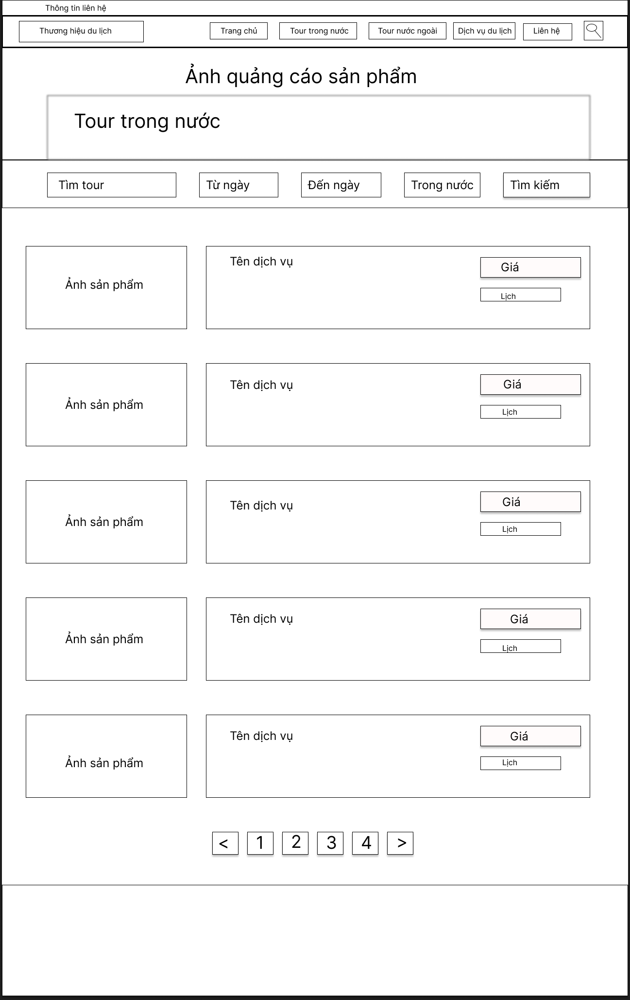 Thông tin liên hệ
Thương hiệu du lịch
Trang chủ
Tour trong nước
Tour nước ngoài
Dịch vụ du lịch
Liên hệ
Ảnh quảng cáo sản phẩm
Tour trong nước
Tìm tour
Từ ngày
Đến ngày
Trong nước
Tìm kiếm
Ảnh sản phẩm
Tên dịch vụ
Giá
Lịch
Ảnh sản phẩm
Tên dịch vụ
Giá
Lịch
Ảnh sản phẩm
Tên dịch vụ
Giá
Lịch
Ảnh sản phẩm
Tên dịch vụ
Giá
Lịch
Ảnh sản phẩm
Tên dịch vụ
Giá
Lịch
< 1 2 3 4 >